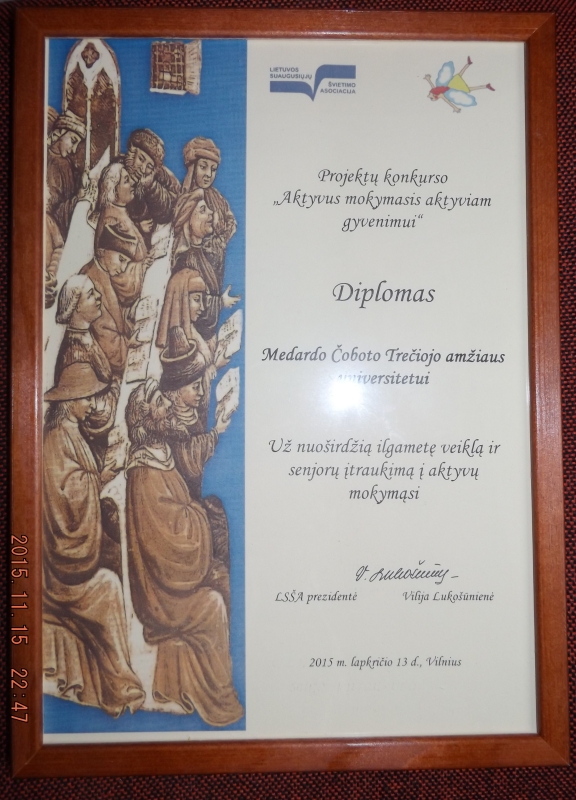 LIETUVOS
SUAUGUSIŲJŲ
ŠVIETIMO
ASOCIACIJA
Projektų konkurso
„Aktyvus mokymasis aktyviam
gyvenimui“
Diplomas
Medardo Čoboto Trečiojo amžiaus
universitetui
Už nuoširdžią ilgametę veiklą ir
senjorų įtraukimą į aktyvų
mokymąsi
V. Lukošūnienė
LSŠA prezidentė Vilija Lukošūnienė
2015 m. lapkričio 13 d., Vilnius
2015.11.15 22:47